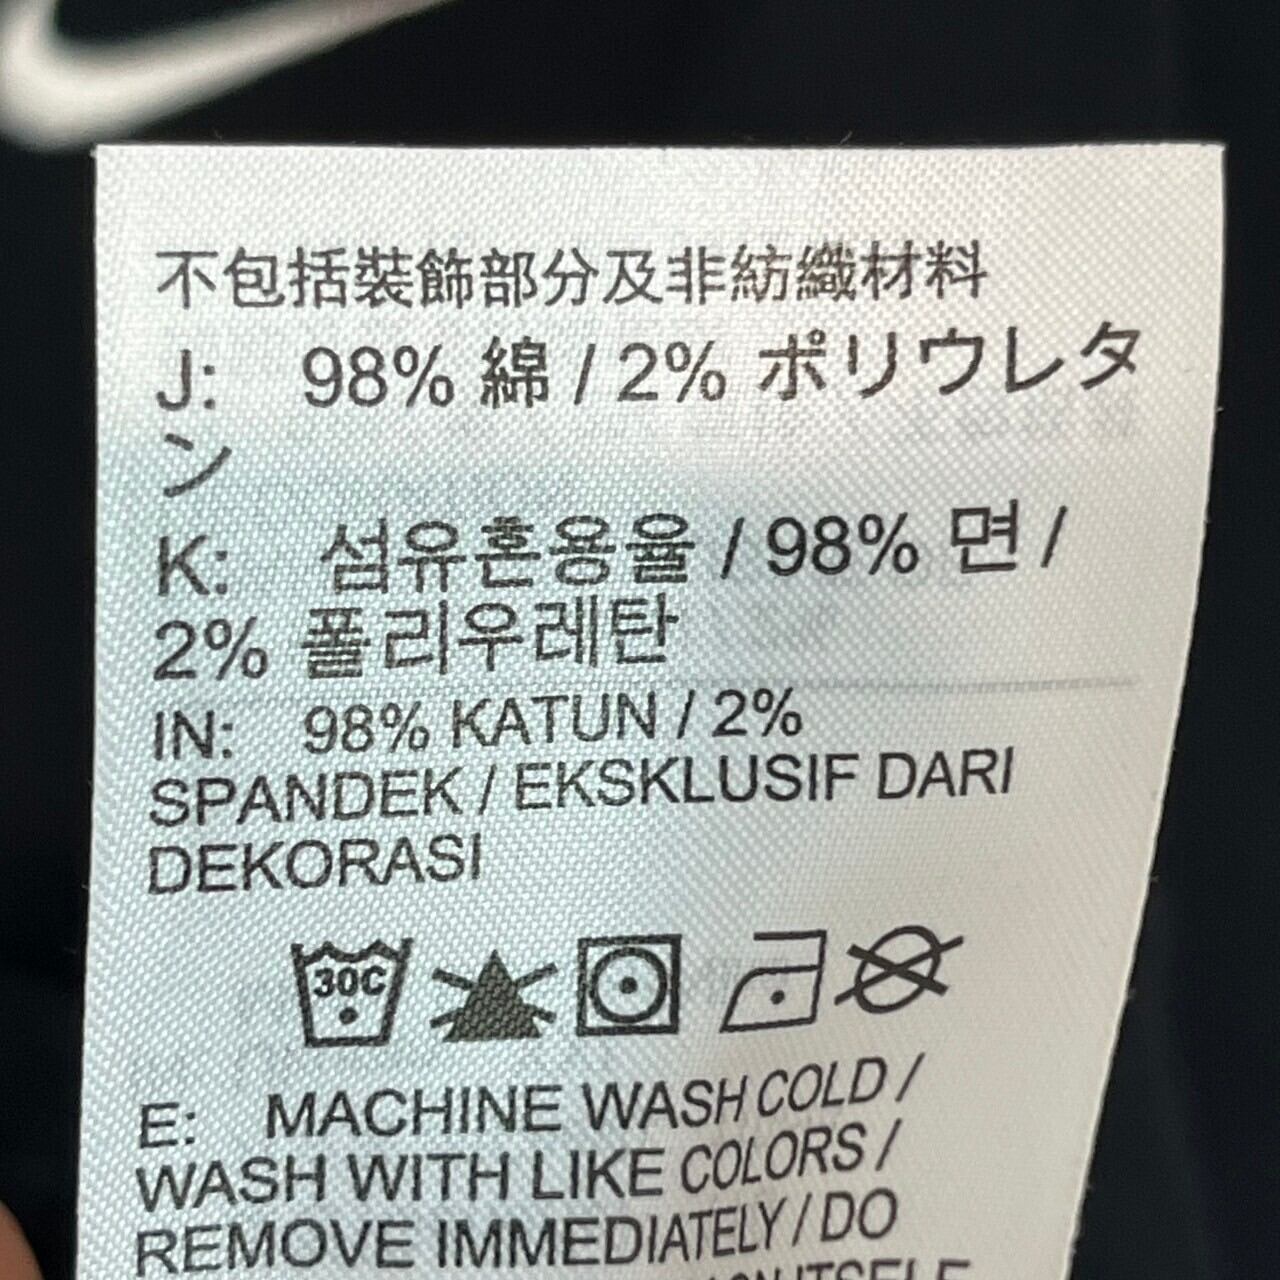 不包括裝飾部分及非紡織材料
J: 98% 綿 / 2% ポリウレタ
ン
K: 섬유혼용율 / 98% 면 /
2% 폴리우레탄
IN: 98% KATUN / 2%
SPANDEK / EKSKLUSIF DARI
DEKORASI
30C
E: MACHINE WASH COLD /
WASH WITH LIKE COLORS /
REMOVE IMMEDIATELY / DO
ITSELF